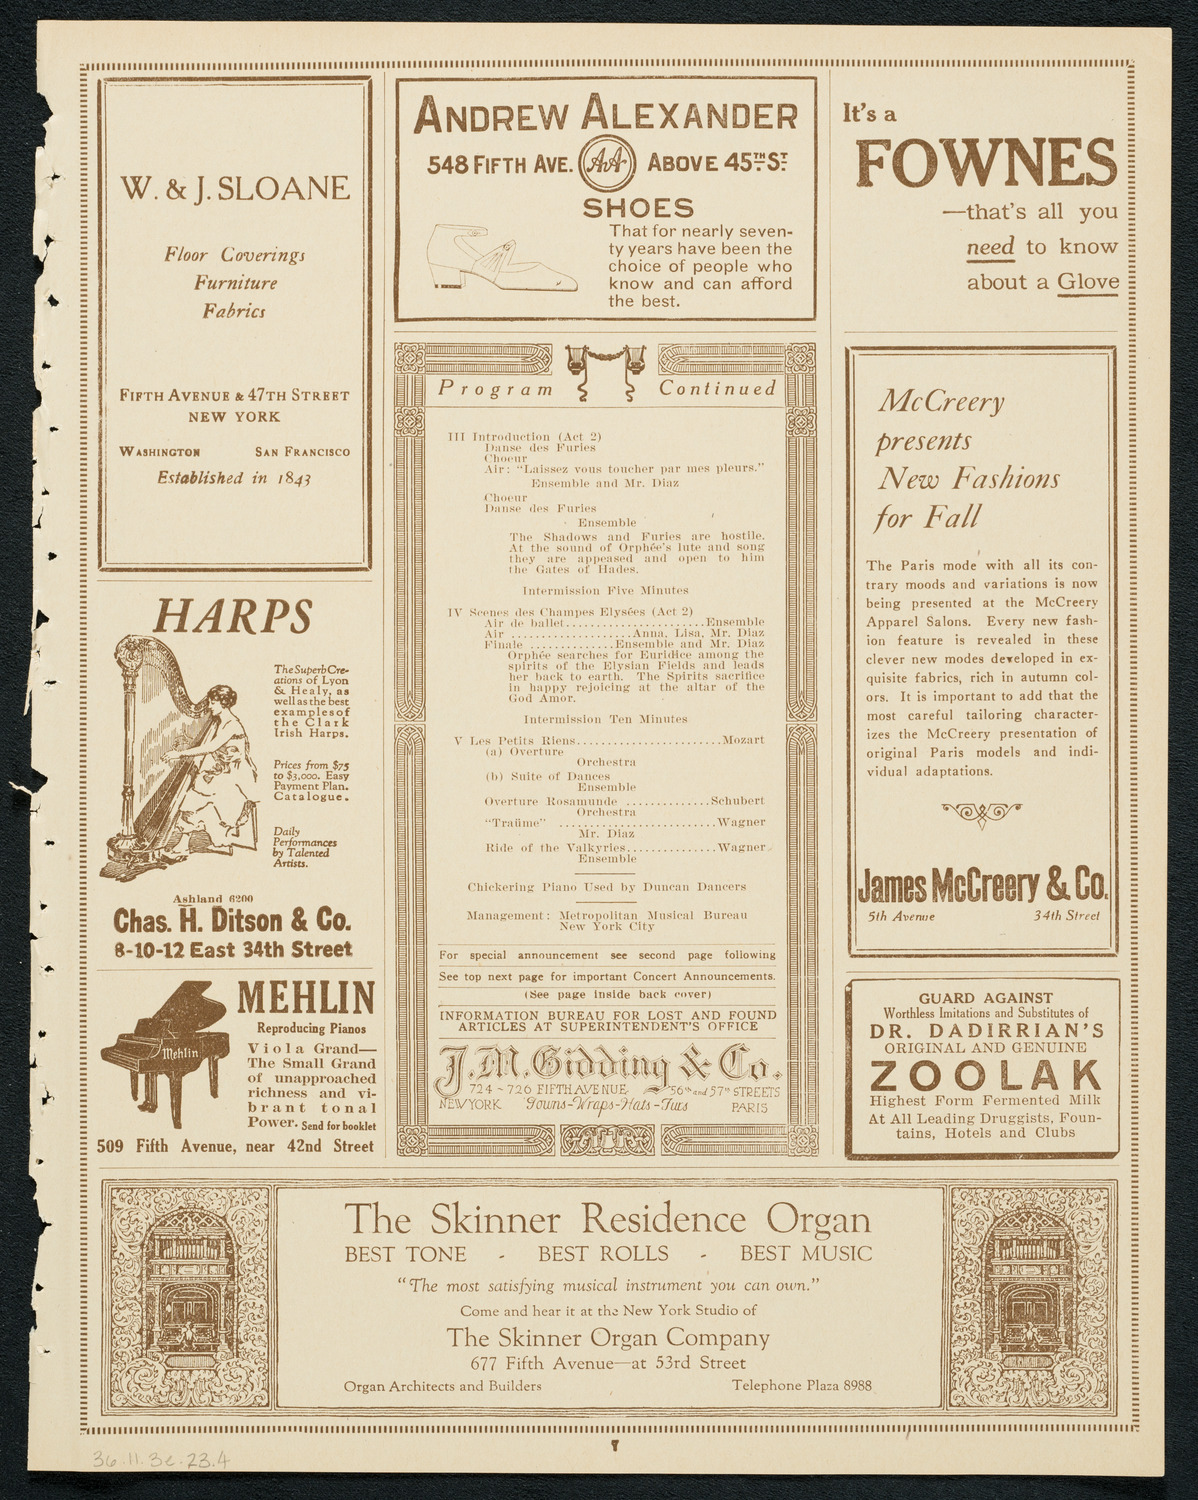 W. & J. SLOANE
Floor Coverings
Furniture
Fabrics
FIFTH AVENUE & 47TH STREET
NEW YORK
WASHINGTON SAN FRANCISCO
Established in 1843
HARPS
The Superb Cre-
ations of Lyon
& Healy, as
well as the best
examples of
the Clark
Irish Harps.
Prices from $75
to $3,000. Easy
Payment Plan.
Catalogue.
Daily
Performances
by Talented
Artists.
Ashland 6200
Chas. H. Ditson & Co.
8-10-12 East 34th Street
MEHLIN
Reproducing Pianos
Mehlin
Viola Grand—
The Small Grand
of unapproached
richness and vi-
brant tonal
Power. Send for booklet
509 Fifth Avenue, near 42nd Street
ANDREW ALEXANDER
548 FIFTH AVE. AA ABOVE 45TH ST
SHOES
That for nearly seven-
ty years have been the
choice of people who
know and can afford
the best.
Program Continued
III Introduction (Act 2)
Danse des Furies
Choeur
Air: "Laissez vous toucher par mes pleurs."
Ensemble and Mr. Diaz
Choeur
Danse des Furies
Ensemble
The Shadows and Furies are hostile.
At the sound of Orphée's lute and song
they are appeased and open to him
the Gates of Hades.
Intermission Five Minutes
IV Scenes des Champes Elysées (Act 2)
Air de ballet.......................Ensemble
Air ....................Anna, Lisa, Mr. Diaz
Finale .............Ensemble and Mr. Diaz
Orphée searches for Euridice among the
spirits of the Elysian Fields and leads
her back to earth. The Spirits sacrifice
in happy rejoicing at the altar of the
God Amor.
Intermission Ten Minutes
V Les Petits Riens.......................Mozart
(a) Overture
Orchestra
(b) Suite of Dances
Ensemble
Overture Rosamunde ..............Schubert
Orchestra
"Traüme" ..........................Wagner
Mr. Diaz
Ride of the Valkyries...............Wagner
Ensemble
Chickering Piano Used by Duncan Dancers
Management: Metropolitan Musical Bureau
New York City
For special announcement see second page following
See top next page for important Concert Announcements.
(See page inside back cover)
INFORMATION BUREAU FOR LOST AND FOUND
ARTICLES AT SUPERINTENDENT'S OFFICE
J.M. Gidding & Co.
724-726 FIFTH AVENUE 56th and 57th STREETS
NEW YORK Gowns-Wraps-Hats-Furs PARIS
It's a
FOWNES
—that's all you
need to know
about a Glove
McCreery
presents
New Fashions
for Fall
The Paris mode with all its con-
trary moods and variations is now
being presented at the McCreery
Apparel Salons. Every new fash-
ion feature is revealed in these
clever new modes developed in ex-
quisite fabrics, rich in autumn col-
ors. It is important to add that the
most careful tailoring character-
izes the McCreery presentation of
original Paris models and indi-
vidual adaptations.
James McCreery & Co.
5th Avenue 34th Street
GUARD AGAINST
Worthless Imitations and Substitutes of
DR. DADIRRIAN'S
ORIGINAL AND GENUINE
ZOOLAK
Highest Form Fermented Milk
At All Leading Druggists, Foun-
tains, Hotels and Clubs
The Skinner Residence Organ
BEST TONE - BEST ROLLS - BEST MUSIC
"The most satisfying musical instrument you can own."
Come and hear it at the New York Studio of
The Skinner Organ Company
677 Fifth Avenue—at 53rd Street
Organ Architects and Builders Telephone Plaza 8988
7
36.11.3e.23.4